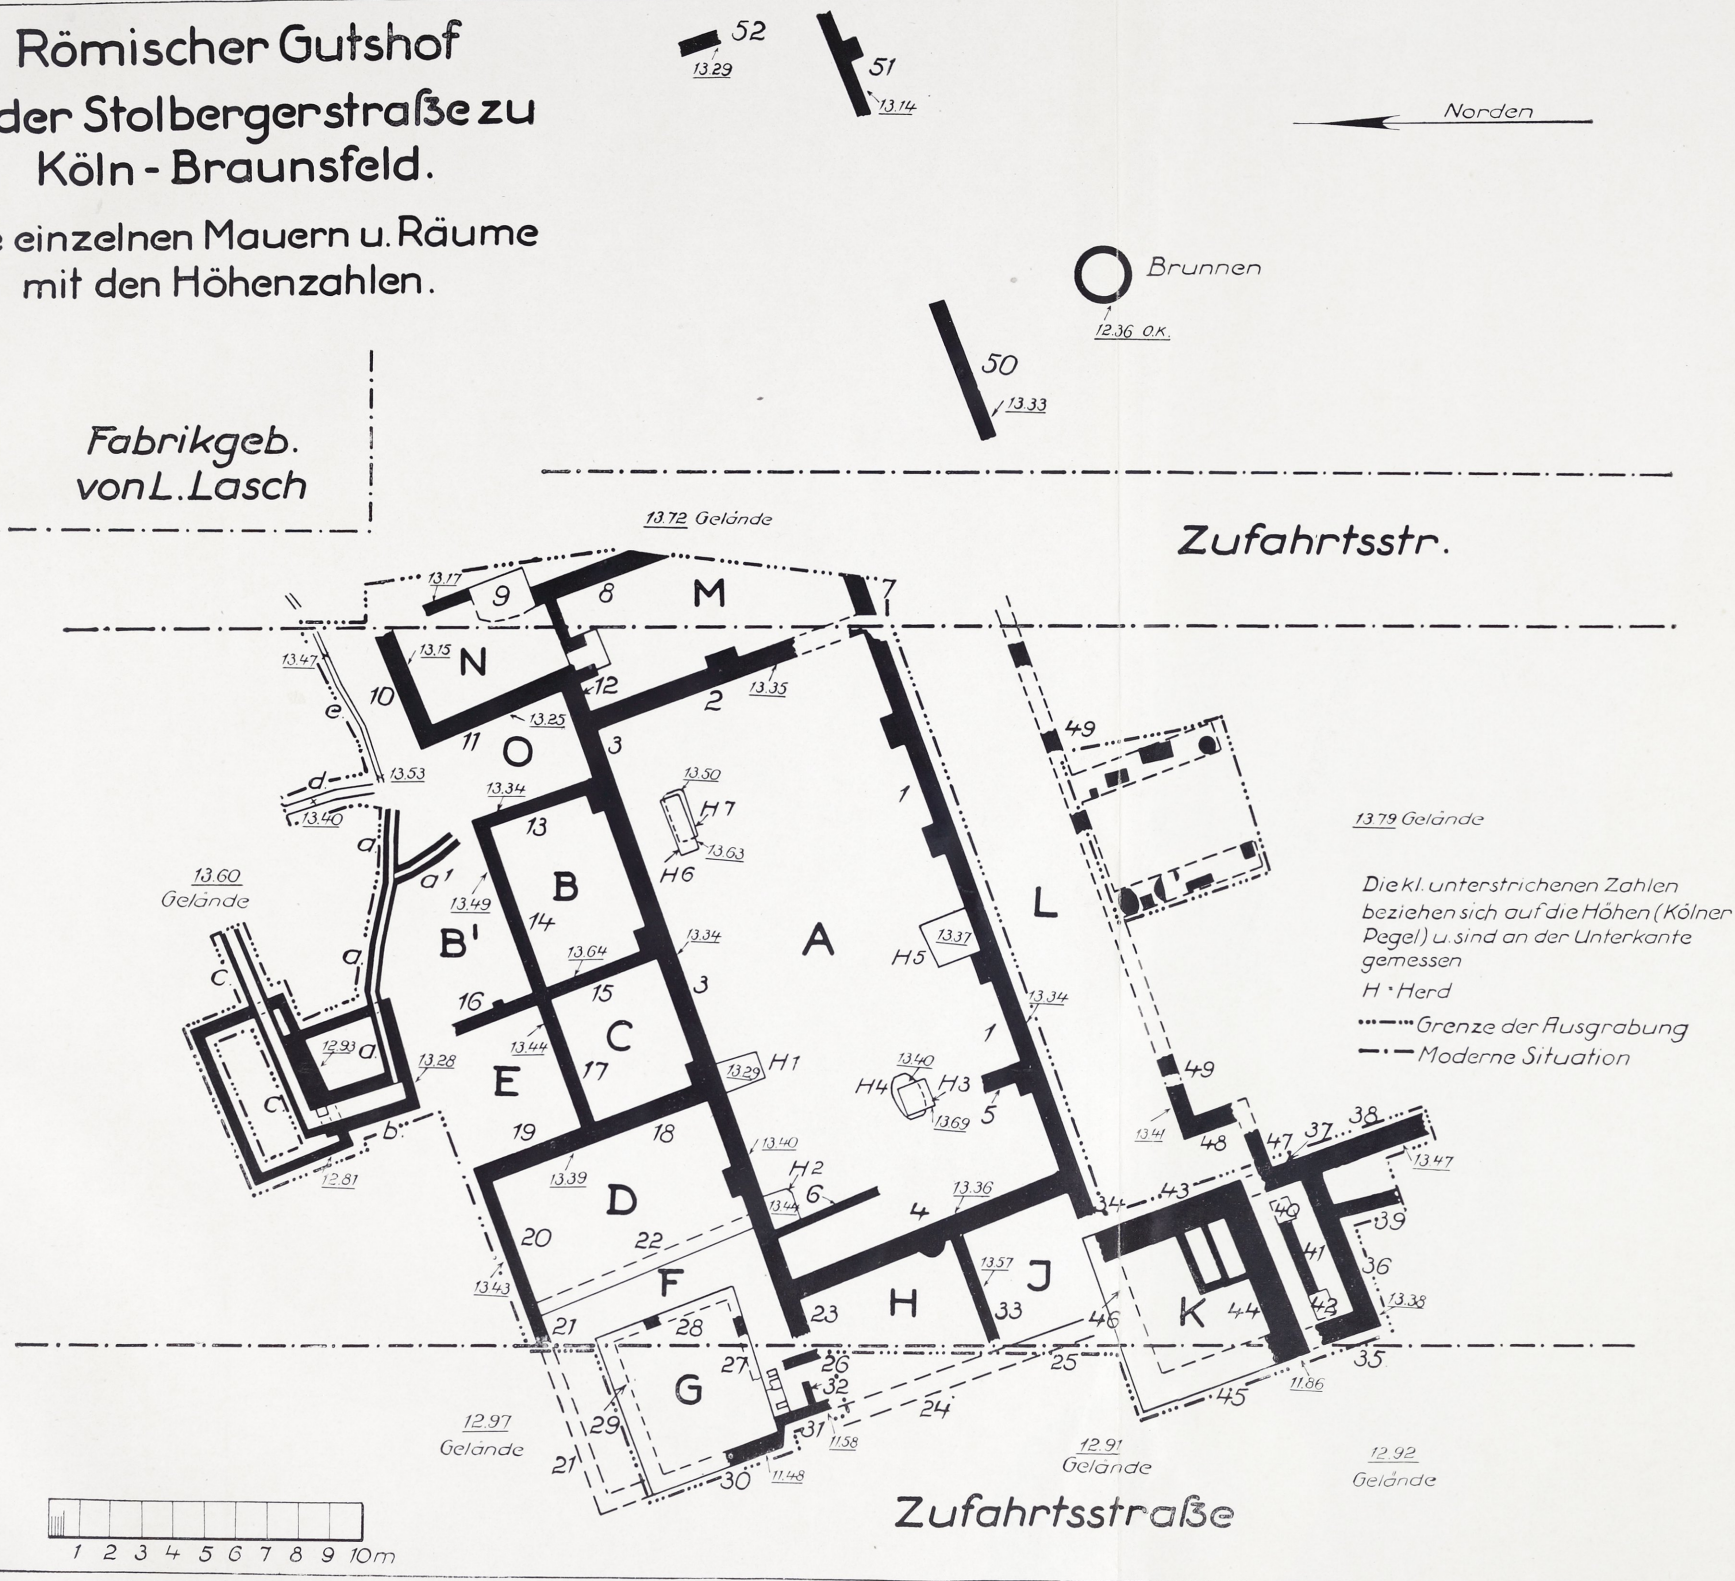 Römischer Gutshof
der Stolbergerstraße zu
Köln - Braunsfeld.
einzelnen Mauern u. Räume
mit den Höhenzahlen.
52
13.29
51
13.14
Norden
Brunnen
12.36 O.K.
50
13.33
Fabrikgeb.
von L. Lasch
13.72 Gelände
Zufahrtsstr.
13.17
9
8
M
7
13.47
13.15
N
10
12
13.35
2
e.
13.25
11
O
3
49
d.
13.53
13.40
13.34
13
13.50
H7
13.63
H6
1
13.79 Gelände
a.
a1
13.60
Gelände
13.49
B
14
B'
A
L
13.37
H5
Die kl. unterstrichenen Zahlen
beziehen sich auf die Höhen (Kölner
Pegel) u. sind an der Unterkante
gemessen
H = Herd
Grenze der Ausgrabung
Moderne Situation
13.34
13.64
a.
c.
16
15
3
13.34
1
12.93
a.
13.28
13.44
C
17
E
13.29
H1
13.40
H4
H3
13.69
5
49
c.
b.
12.81
19
18
13.40
13.39
13.41
48
47
37
38
13.47
D
H2
13.44
6
13.36
4
34
43
40
39
20
22
13.43
F
13.57
J
41
36
H
33
23
46
K
44
42
13.38
21
28
27
26
25
35
G
32
24
45
11.86
29
31
11.58
12.97
Gelände
21
30
11.48
12.91
Gelände
12.92
Gelände
Zufahrtsstraße
1 2 3 4 5 6 7 8 9 10m